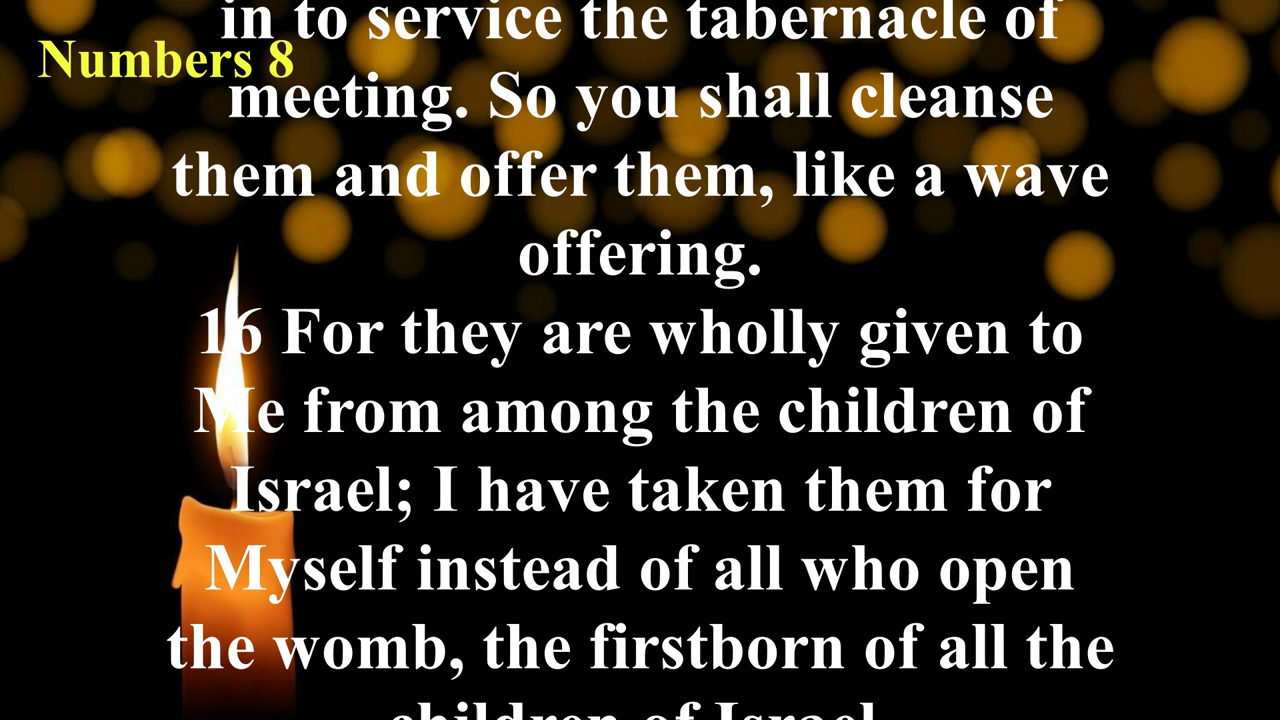 in to service the tabernacle of
Numbers 8
meeting. So you shall cleanse
them and offer them, like a wave
offering.
16 For they are wholly given to
Me from among the children of
Israel; I have taken them for
Myself instead of all who open
the womb, the firstborn of all the
children of Israel